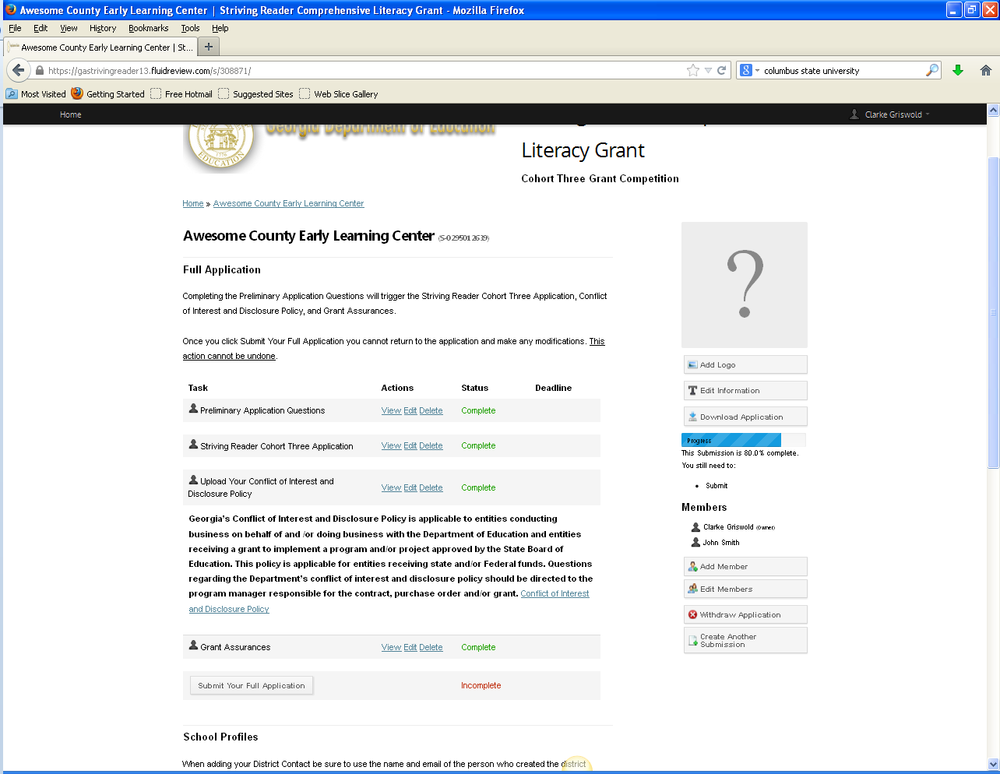 Awesome County Early Learning Center | Striving Reader Comprehensive Literacy Grant - Mozilla Firefox
File Edit View History Bookmarks Tools Help
Awesome County Early Learning Center | St... +
https://gastrivingreader13.fluidreview.com/s/308871/ 8 columbus state university
Most Visited Getting Started Free Hotmail Suggested Sites Web Slice Gallery
Home Clarke Griswold
Georgia Department of Education
1776
EDUCATION
Literacy Grant
Cohort Three Grant Competition
Home » Awesome County Early Learning Center
Awesome County Early Learning Center (S-0295012639)
Full Application
Completing the Preliminary Application Questions will trigger the Striving Reader Cohort Three Application, Conflict
of Interest and Disclosure Policy, and Grant Assurances.
Once you click Submit Your Full Application you cannot return to the application and make any modifications. This
action cannot be undone.
Task Actions Status Deadline
Preliminary Application Questions View Edit Delete Complete
Striving Reader Cohort Three Application View Edit Delete Complete
Upload Your Conflict of Interest and
Disclosure Policy View Edit Delete Complete
Georgia's Conflict of Interest and Disclosure Policy is applicable to entities conducting
business on behalf of and /or doing business with the Department of Education and entities
receiving a grant to implement a program and/or project approved by the State Board of
Education. This policy is applicable for entities receiving state and/or Federal funds. Questions
regarding the Department's conflict of interest and disclosure policy should be directed to the
program manager responsible for the contract, purchase order and/or grant. Conflict of Interest
and Disclosure Policy
Grant Assurances View Edit Delete Complete
Submit Your Full Application Incomplete
School Profiles
When adding your District Contact be sure to use the name and email of the person who created the district
?
Add Logo
Edit Information
Download Application
Progress
This Submission is 80.0% complete.
You still need to:
• Submit
Members
Clarke Griswold (Owner)
John Smith
Add Member
Edit Members
Withdraw Application
Create Another
Submission